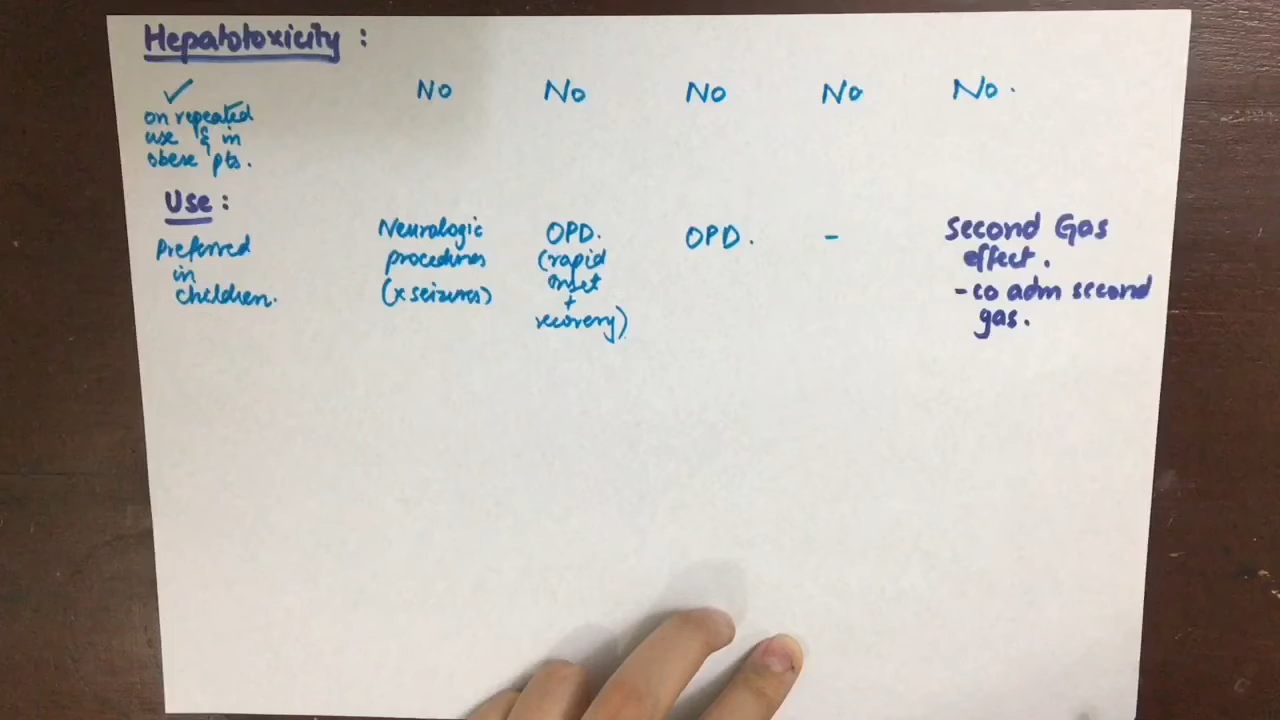 Hepatotoxicity :
✓ No No No No No.
on repeated
use & in
obese pts.
Use :
Preferred
in
children.
Neurologic
procedures
(x seizures)
OPD.
(rapid
onset
+
recovery)
OPD.
-
Second Gas
effect.
- co adm second
gas.